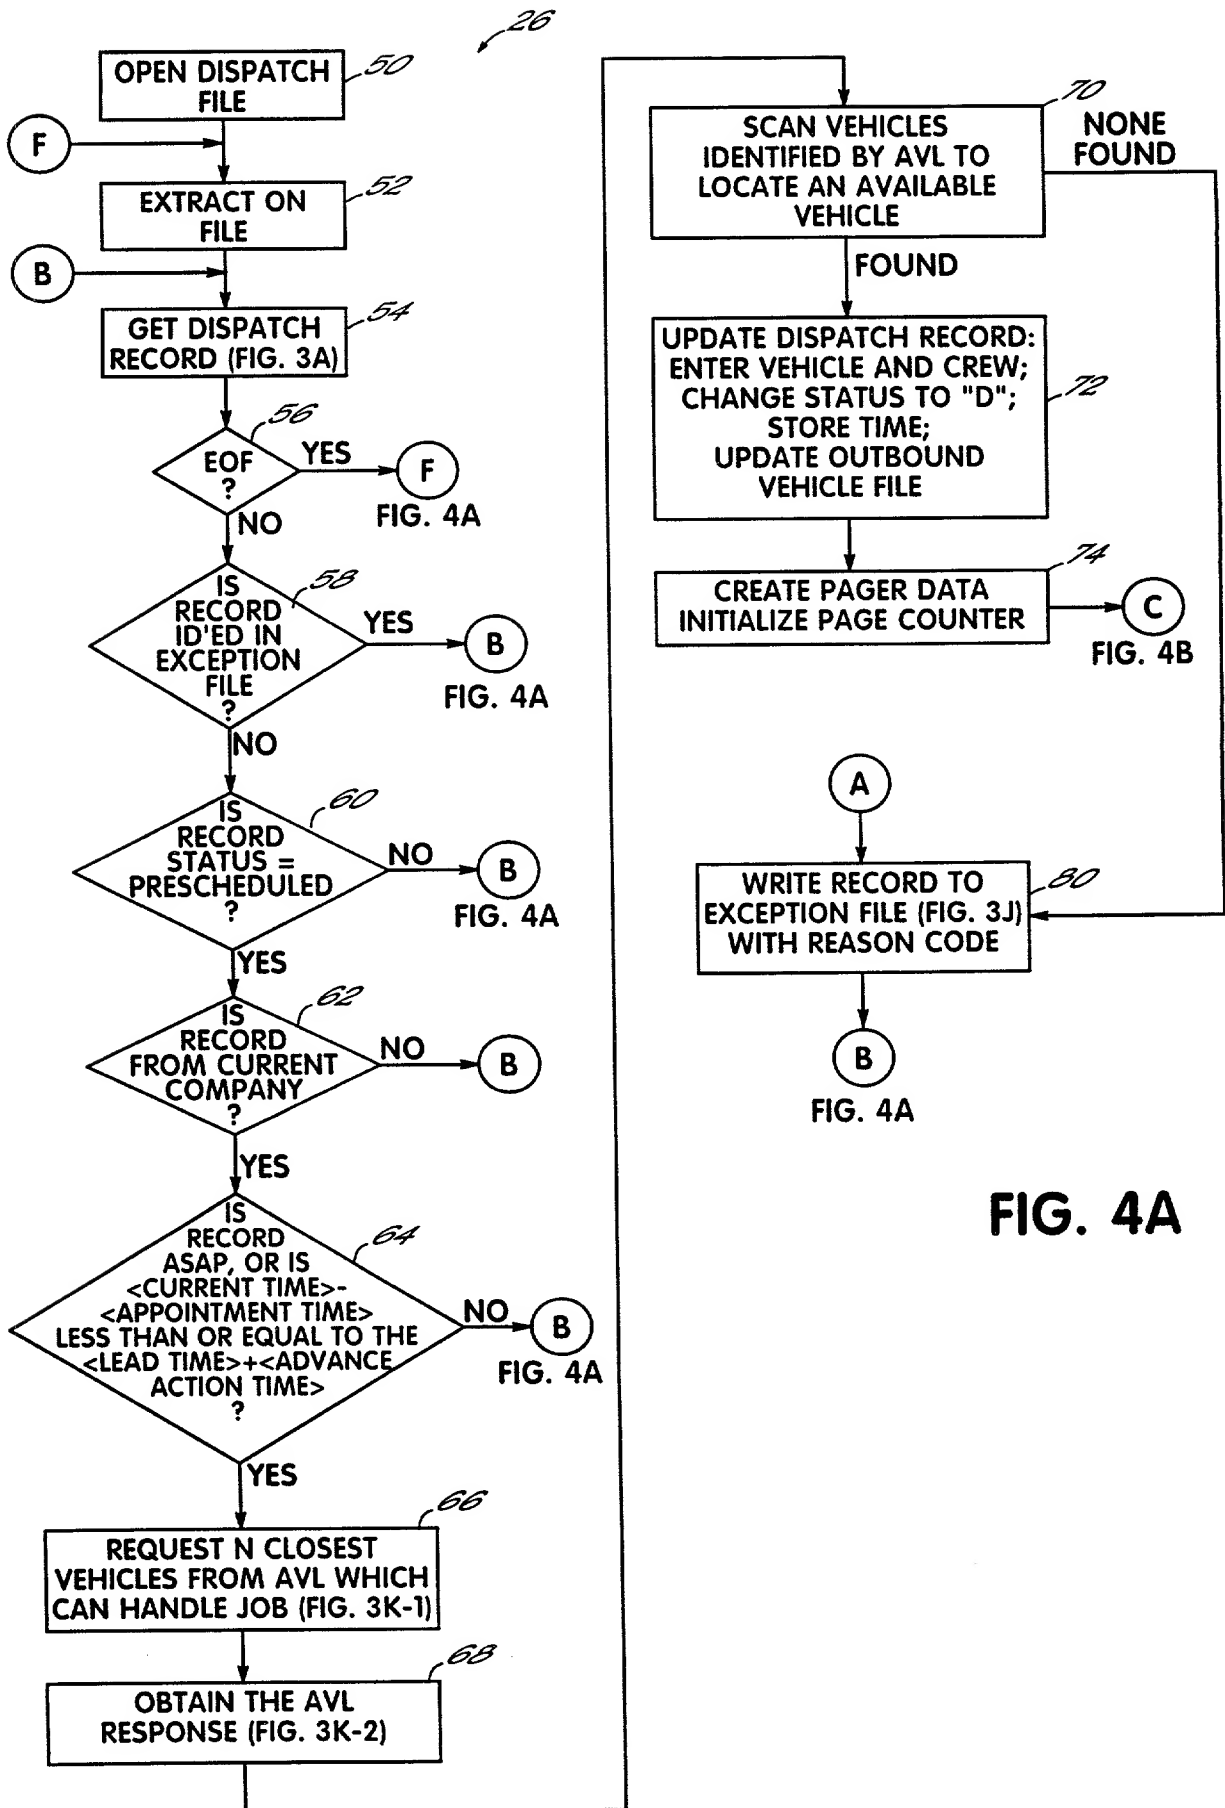 26
OPEN DISPATCH
FILE
50
F
EXTRACT ON
FILE
52
B
GET DISPATCH
RECORD (FIG. 3A)
54
EOF
?
56
YES
F
FIG. 4A
NO
IS
RECORD
ID'ED IN
EXCEPTION
FILE
?
58
YES
B
FIG. 4A
NO
IS
RECORD
STATUS =
PRESCHEDULED
?
60
NO
B
FIG. 4A
YES
IS
RECORD
FROM CURRENT
COMPANY
?
62
NO
B
YES
IS
RECORD
ASAP, OR IS
<CURRENT TIME>-
<APPOINTMENT TIME>
LESS THAN OR EQUAL TO THE
<LEAD TIME>+<ADVANCE
ACTION TIME>
?
64
NO
B
FIG. 4A
YES
REQUEST N CLOSEST
VEHICLES FROM AVL WHICH
CAN HANDLE JOB (FIG. 3K-1)
66
OBTAIN THE AVL
RESPONSE (FIG. 3K-2)
68
SCAN VEHICLES
IDENTIFIED BY AVL TO
LOCATE AN AVAILABLE
VEHICLE
70
NONE
FOUND
FOUND
UPDATE DISPATCH RECORD:
ENTER VEHICLE AND CREW;
CHANGE STATUS TO "D";
STORE TIME;
UPDATE OUTBOUND
VEHICLE FILE
72
CREATE PAGER DATA
INITIALIZE PAGE COUNTER
74
C
FIG. 4B
A
WRITE RECORD TO
EXCEPTION FILE (FIG. 3J)
WITH REASON CODE
80
B
FIG. 4A
FIG. 4A